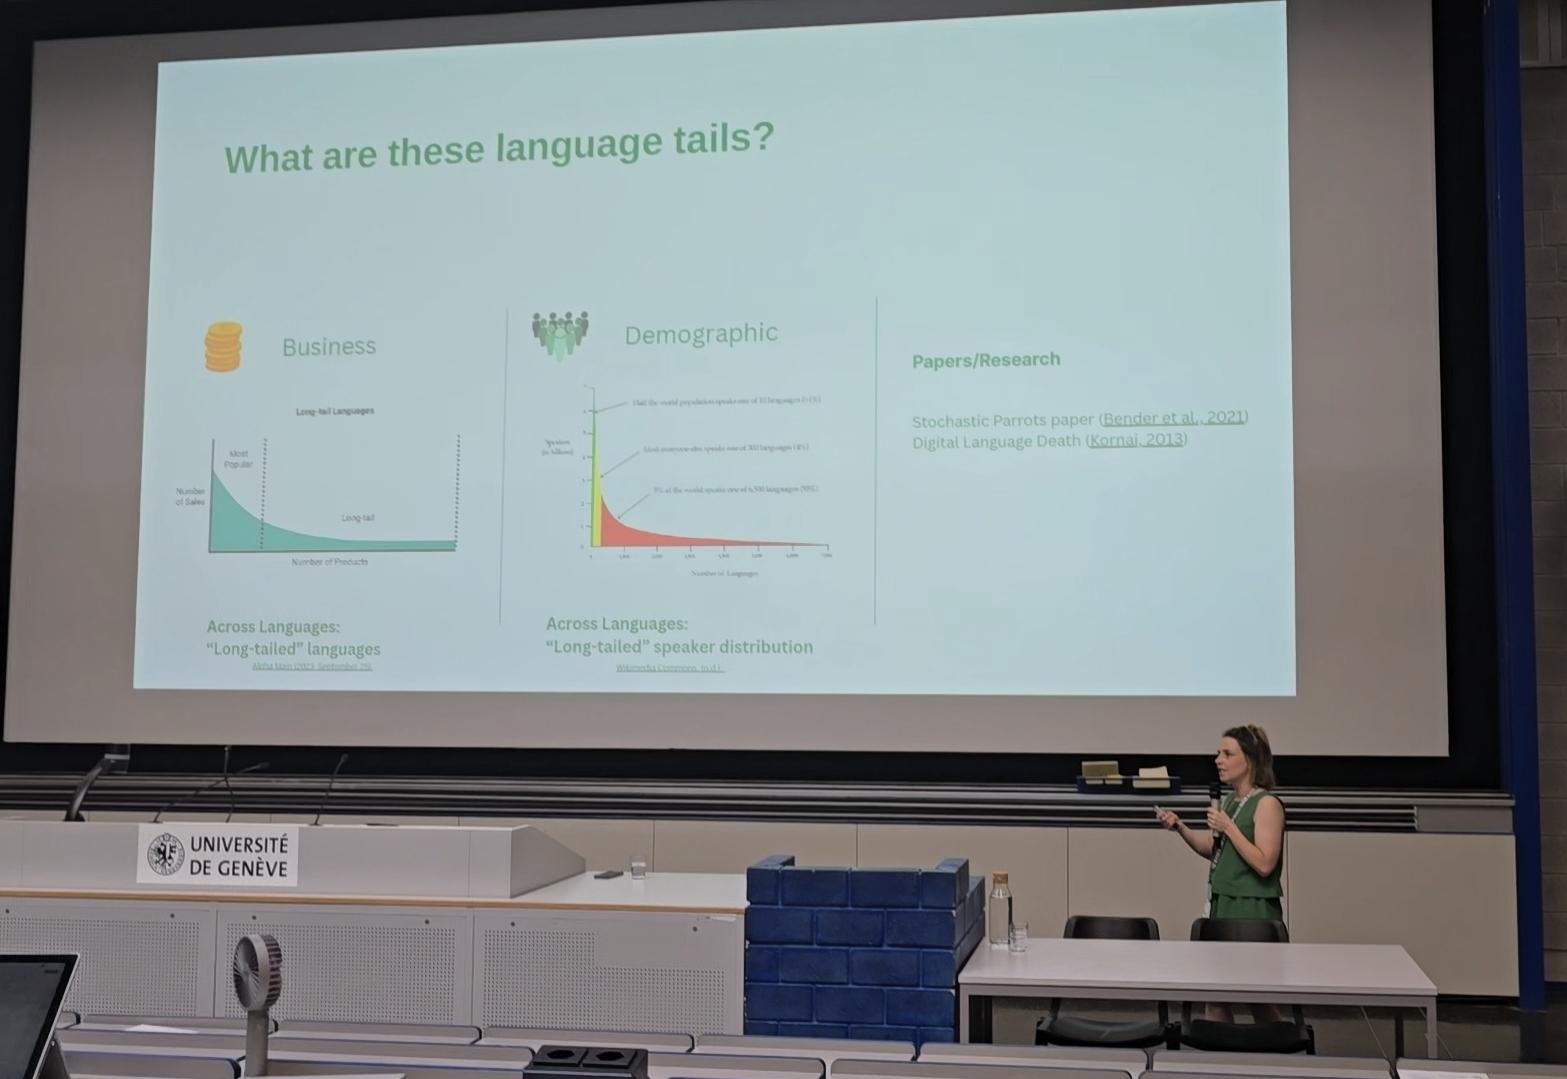 What are these language tails?
Business
Long-tail Languages
Most
Popular
Number
of Sales
Long-tail
Number of Products
Across Languages:
“Long-tailed” languages
Alpha Main (2023, September 25).
Demographic
Speakers
(in billions)
Half the world population speaks one of 10 languages
Most everyone else speaks one of 300 languages (4%)
5% of the world speaks one of 6,500 languages (95%)
Number of Languages
Across Languages:
“Long-tailed” speaker distribution
Wikimedia Commons. (n.d.).
Papers/Research
Stochastic Parrots paper (Bender et al., 2021)
Digital Language Death (Kornai, 2013)
UNIVERSITÉ
DE GENÈVE